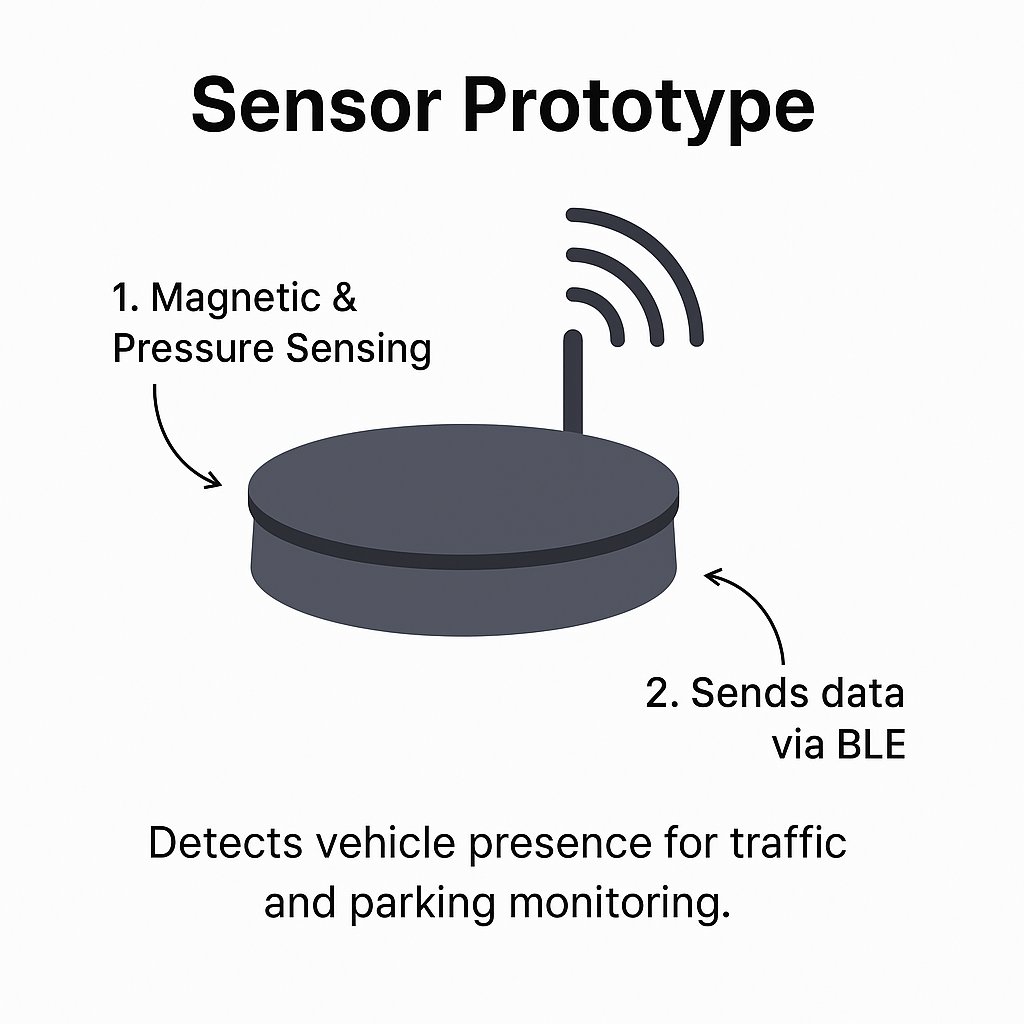 Sensor Prototype
1. Magnetic &
Pressure Sensing
2. Sends data
via BLE
Detects vehicle presence for traffic
and parking monitoring.